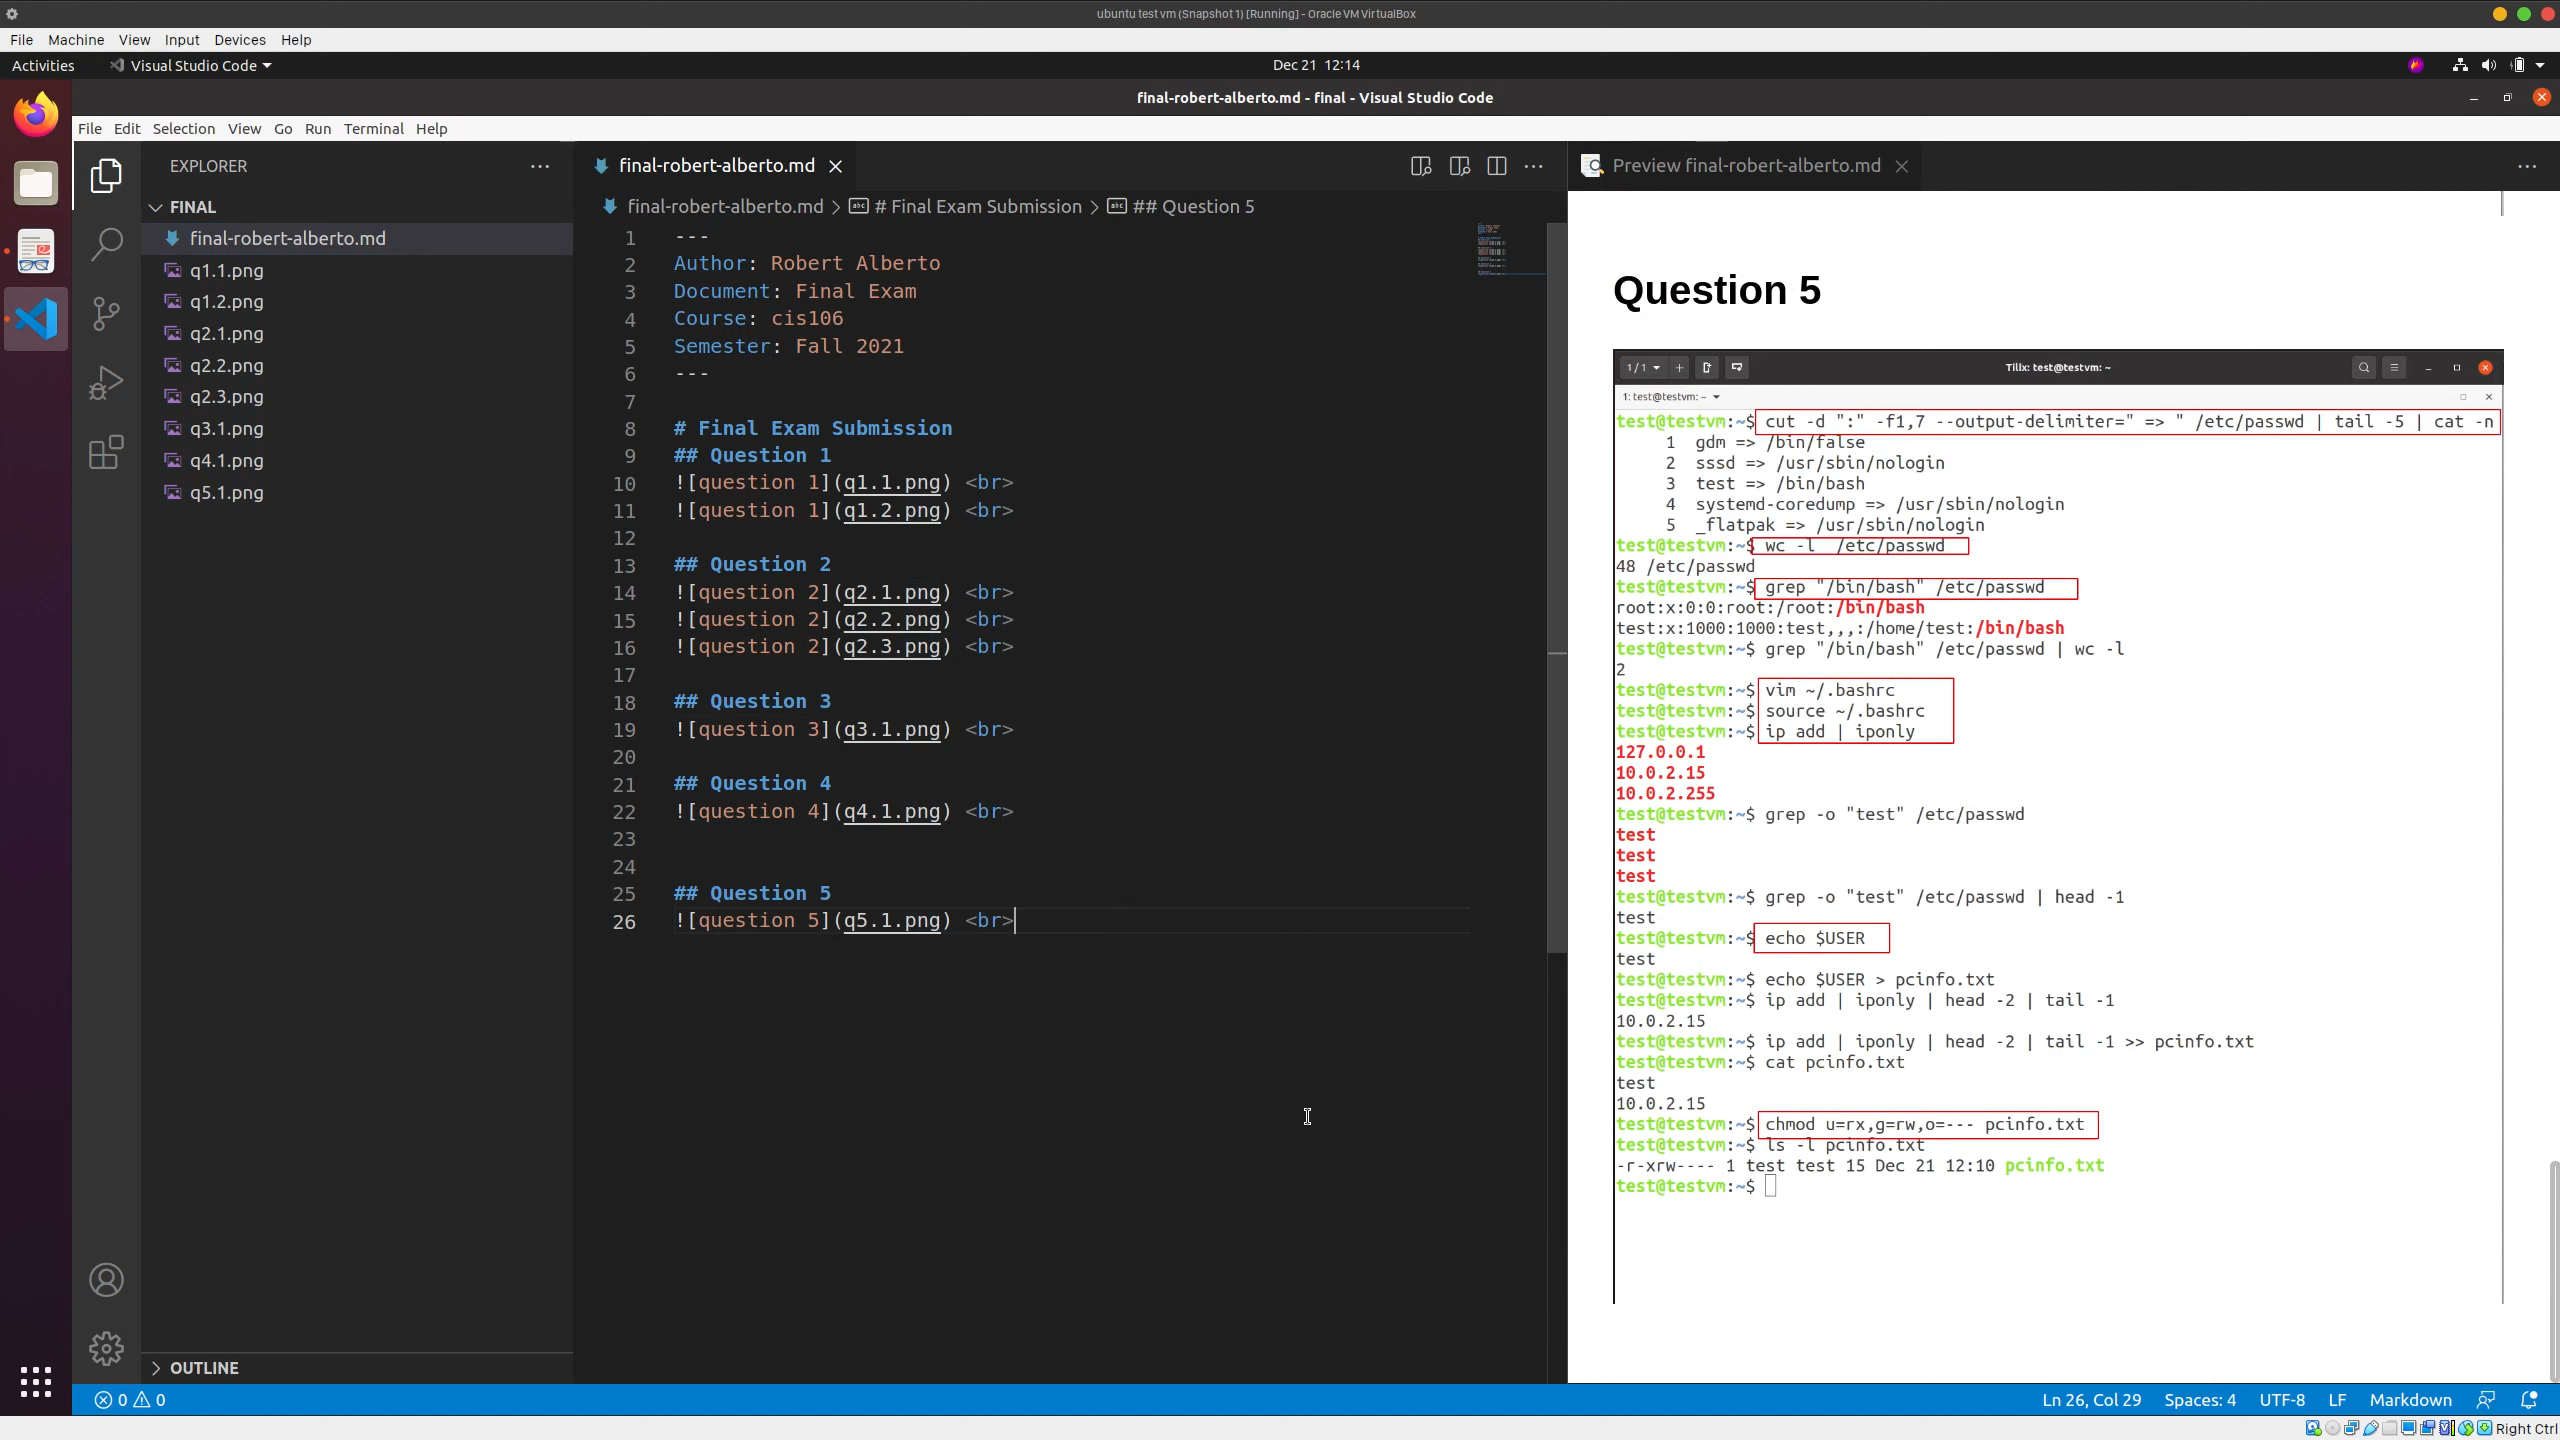 ubuntu test vm (Snapshot 1) [Running] - Oracle VM VirtualBox
File Machine View Input Devices Help
Activities Visual Studio Code Dec 21 12:14
final-robert-alberto.md - final - Visual Studio Code
File Edit Selection View Go Run Terminal Help
EXPLORER
FINAL
final-robert-alberto.md
q1.1.png
q1.2.png
q2.1.png
q2.2.png
q2.3.png
q3.1.png
q4.1.png
q5.1.png
OUTLINE
final-robert-alberto.md
final-robert-alberto.md > # Final Exam Submission > ## Question 5
1 ---
2 Author: Robert Alberto
3 Document: Final Exam
4 Course: cis106
5 Semester: Fall 2021
6 ---
7
8 # Final Exam Submission
9 ## Question 1
10 ![question 1](q1.1.png) <br>
11 ![question 1](q1.2.png) <br>
12
13 ## Question 2
14 ![question 2](q2.1.png) <br>
15 ![question 2](q2.2.png) <br>
16 ![question 2](q2.3.png) <br>
17
18 ## Question 3
19 ![question 3](q3.1.png) <br>
20
21 ## Question 4
22 ![question 4](q4.1.png) <br>
23
24
25 ## Question 5
26 ![question 5](q5.1.png) <br>
Preview final-robert-alberto.md
Question 5
1 / 1 Tilix: test@testvm: ~
1: test@testvm: ~
test@testvm:~$ cut -d ":" -f1,7 --output-delimiter=" => " /etc/passwd | tail -5 | cat -n
1 gdm => /bin/false
2 sssd => /usr/sbin/nologin
3 test => /bin/bash
4 systemd-coredump => /usr/sbin/nologin
5 _flatpak => /usr/sbin/nologin
test@testvm:~$ wc -l  /etc/passwd
48 /etc/passwd
test@testvm:~$ grep "/bin/bash" /etc/passwd
root:x:0:0:root:/root:/bin/bash
test:x:1000:1000:test,,,:/home/test:/bin/bash
test@testvm:~$ grep "/bin/bash" /etc/passwd | wc -l
2
test@testvm:~$ vim ~/.bashrc
test@testvm:~$ source ~/.bashrc
test@testvm:~$ ip add | iponly
127.0.0.1
10.0.2.15
10.0.2.255
test@testvm:~$ grep -o "test" /etc/passwd
test
test
test
test@testvm:~$ grep -o "test" /etc/passwd | head -1
test
test@testvm:~$ echo $USER
test
test@testvm:~$ echo $USER > pcinfo.txt
test@testvm:~$ ip add | iponly | head -2 | tail -1
10.0.2.15
test@testvm:~$ ip add | iponly | head -2 | tail -1 >> pcinfo.txt
test@testvm:~$ cat pcinfo.txt
test
10.0.2.15
test@testvm:~$ chmod u=rx,g=rw,o=--- pcinfo.txt
test@testvm:~$ ls -l pcinfo.txt
-r-xrw---- 1 test test 15 Dec 21 12:10 pcinfo.txt
test@testvm:~$
0 0 Ln 26, Col 29 Spaces: 4 UTF-8 LF Markdown
Right Ctrl